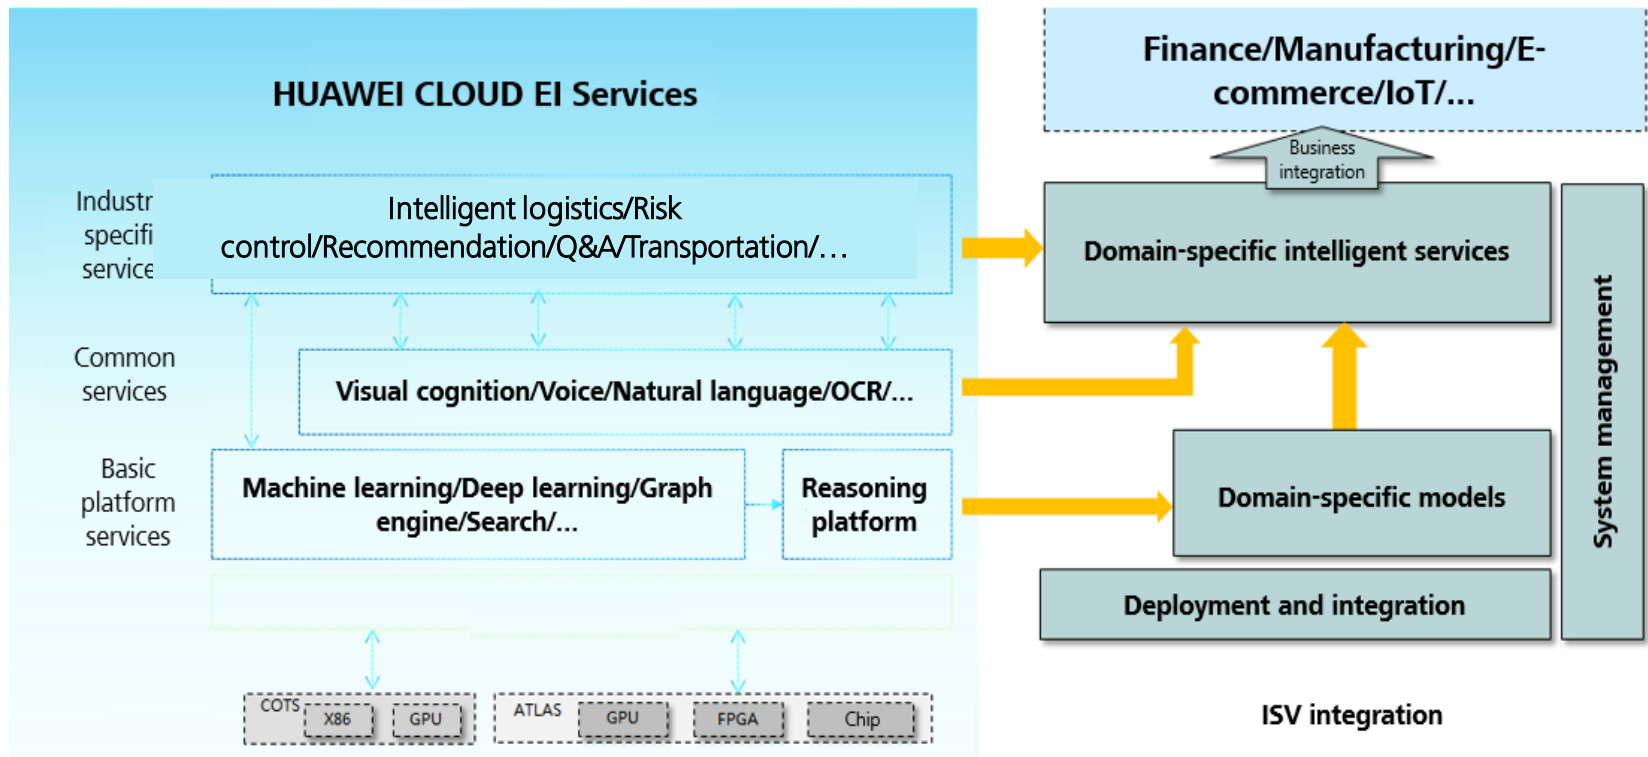 HUAWEI CLOUD EI Services
Industr
specifi
service
Intelligent logistics/Risk
control/Recommendation/Q&A/Transportation/…
Common
services
Visual cognition/Voice/Natural language/OCR/...
Basic
platform
services
Machine learning/Deep learning/Graph
engine/Search/...
Reasoning
platform
COTS
X86
GPU
ATLAS
GPU
FPGA
Chip
Finance/Manufacturing/E-
commerce/IoT/...
Business
integration
Domain-specific intelligent services
Domain-specific models
Deployment and integration
System management
ISV integration